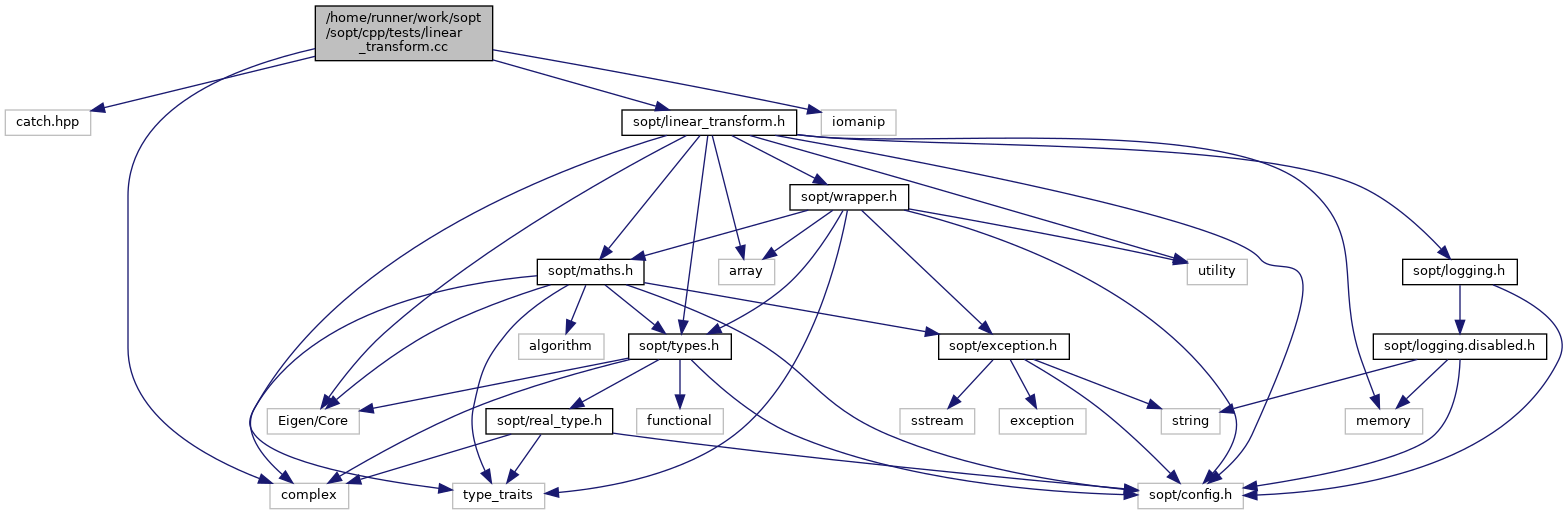 /home/runner/work/sopt
/sopt/cpp/tests/linear
_transform.cc
catch.hpp
sopt/linear_transform.h
iomanip
sopt/wrapper.h
sopt/maths.h
array
utility
sopt/logging.h
algorithm
sopt/types.h
sopt/exception.h
sopt/logging.disabled.h
Eigen/Core
sopt/real_type.h
functional
sstream
exception
string
memory
complex
type_traits
sopt/config.h